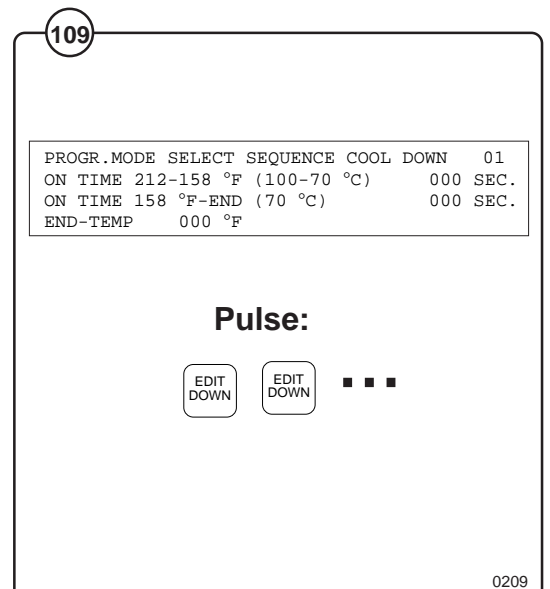 109
PROGR.MODE SELECT SEQUENCE COOL DOWN 01
ON TIME 212-158 °F (100-70 °C) 000 SEC.
ON TIME 158 °F-END (70 °C) 000 SEC.
END-TEMP 000 °F
Pulse:
EDIT DOWN EDIT DOWN ...
0209